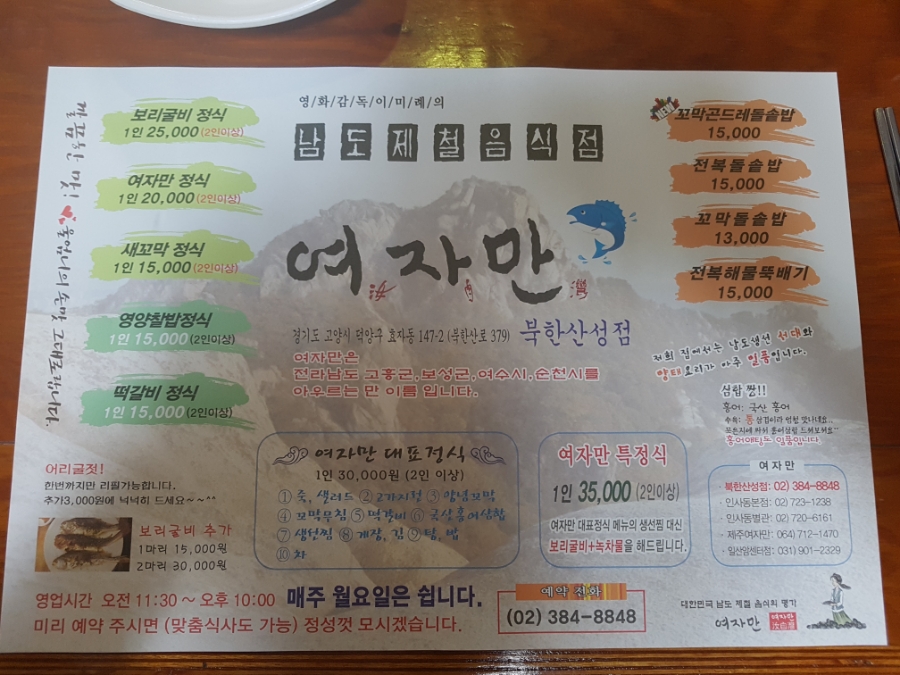 영/화/감/독/이/미/례/의
남도제철음식점
여자만
汝自灣
경기도 고양시 덕양구 효자동 147-2 (북한산로 379) 북한산성점
여자만은
전라남도 고흥군,보성군,여수시,순천시를
아우르는 만 이름 입니다.
보리굴비 정식
1인 25,000 (2인이상)
여자만 정식
1인 20,000 (2인이상)
새꼬막 정식
1인 15,000 (2인이상)
영양찰밥정식
1인 15,000 (2인이상)
떡갈비 정식
1인 15,000 (2인이상)
NEW
꼬막곤드레돌솥밥
15,000
전복돌솥밥
15,000
꼬막돌솥밥
13,000
전복해물뚝배기
15,000
저희 집에서는 남도생선 서대와
양태요리가 아주 일품입니다.
삼합 짱!!
홍어: 국산 홍어
홍어애탕도 일품입니다
어리굴젓!
한번까지만 리필가능합니다.
추가3,000원에 넉넉히 드세요~~^^
보리굴비 추가
1마리 15,000원
2마리 30,000원
여자만 대표정식
1인 30,000원 (2인 이상)
① 죽, 샐러드 ② 2가지전 ③ 양념꼬막
④ 꼬막무침 ⑤ 떡갈비 ⑥ 국산홍어삼합
⑦ 생선찜 ⑧ 게장, 김 ⑨ 탕, 밥
⑩ 차
여자만 특정식
1인 35,000 (2인이상)
여자만 대표정식 메뉴의 생선찜 대신
보리굴비+녹차물을 해드립니다.
여자만
· 북한산성점: 02) 384-8848
· 인사동본점: 02) 723-1238
· 인사동별관: 02) 720-6161
· 제주여자만: 064) 712-1470
· 일산암센터점: 031) 901-2329
영업시간 오전 11:30 ~ 오후 10:00 매주 월요일은 쉽니다.
미리 예약 주시면 (맞춤식사도 가능) 정성껏 모시겠습니다.
예약 전화
(02) 384-8848
대한민국 남도 제철 음식의 명가
여자만